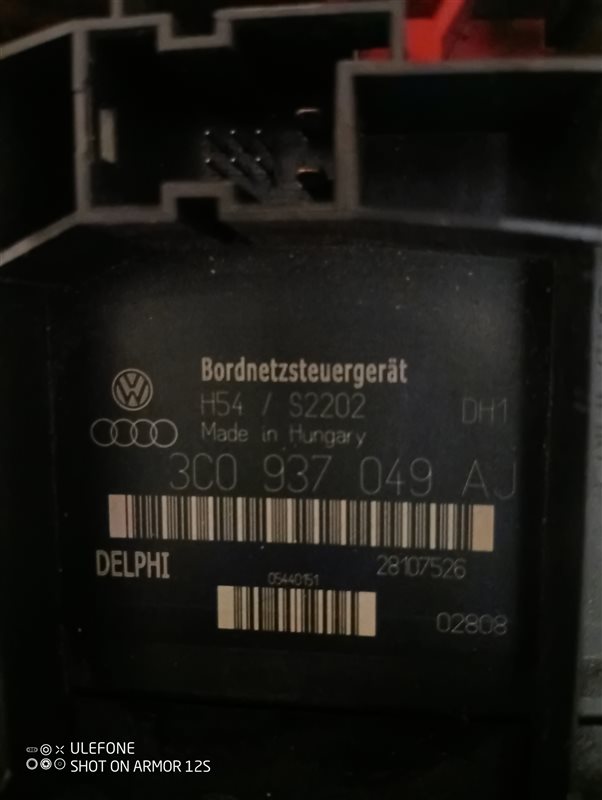 Bordnetzsteuergerät
H54 / S2202 DH1
Made in Hungary
3C0 937 049 AJ
DELPHI 28107526
05440151
02808
ULEFONE
SHOT ON ARMOR 12S